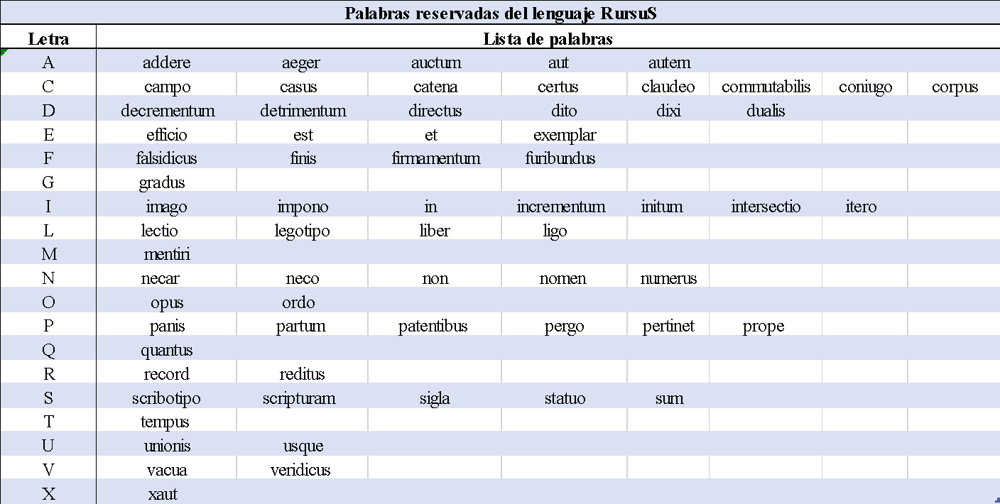 Palabras reservadas del lenguaje RursuS
Letra Lista de palabras
A addere aeger auctum aut autem
C campo casus catena certus claudeo commutabilis coniugo corpus
D decrementum detrimentum directus dito dixi dualis
E efficio est et exemplar
F falsidicus finis firmamentum furibundus
G gradus
I imago impono in incrementum initum intersectio itero
L lectio legotipo liber ligo
M mentiri
N necar neco non nomen numerus
O opus ordo
P panis partum patentibus pergo pertinet prope
Q quantus
R record reditus
S scribotipo scripturam sigla statuo sum
T tempus
U unionis usque
V vacua veridicus
X xaut